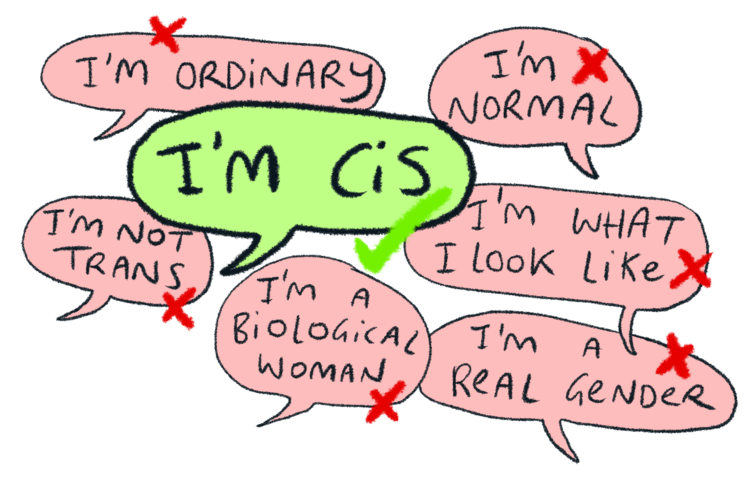 I'M ORDiNARY
I'M
NORMAL
I'M CiS
I'M NOT
TRANS
I'M WHAT
I LOOK LiKe
I'M A
BiOLOGiCAL
WOMAN
I'M A
ReAL GeNDeR